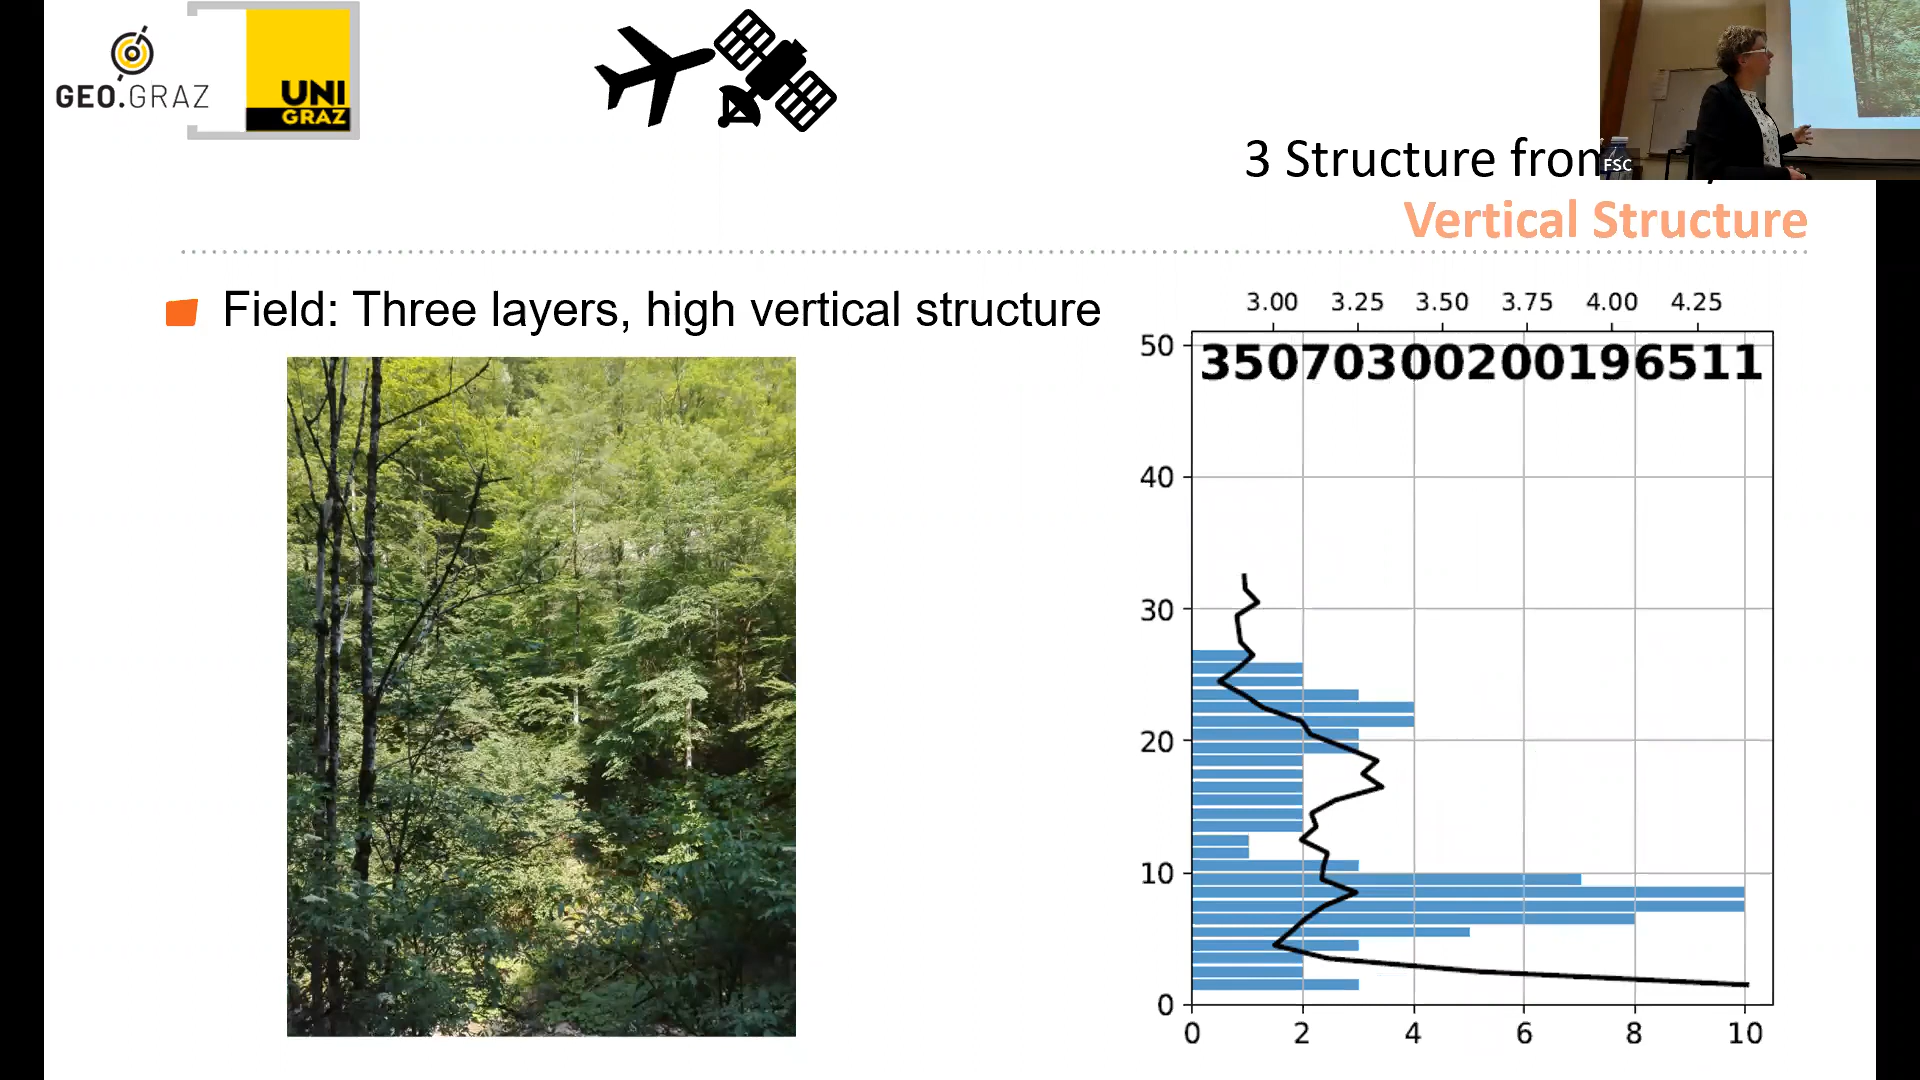 GEO.GRAZ
UNI
GRAZ
3 Structure from
FSC
Vertical Structure
Field: Three layers, high vertical structure
3.00 3.25 3.50 3.75 4.00 4.25
35070300200196511
50
40
30
20
10
0
0 2 4 6 8 10